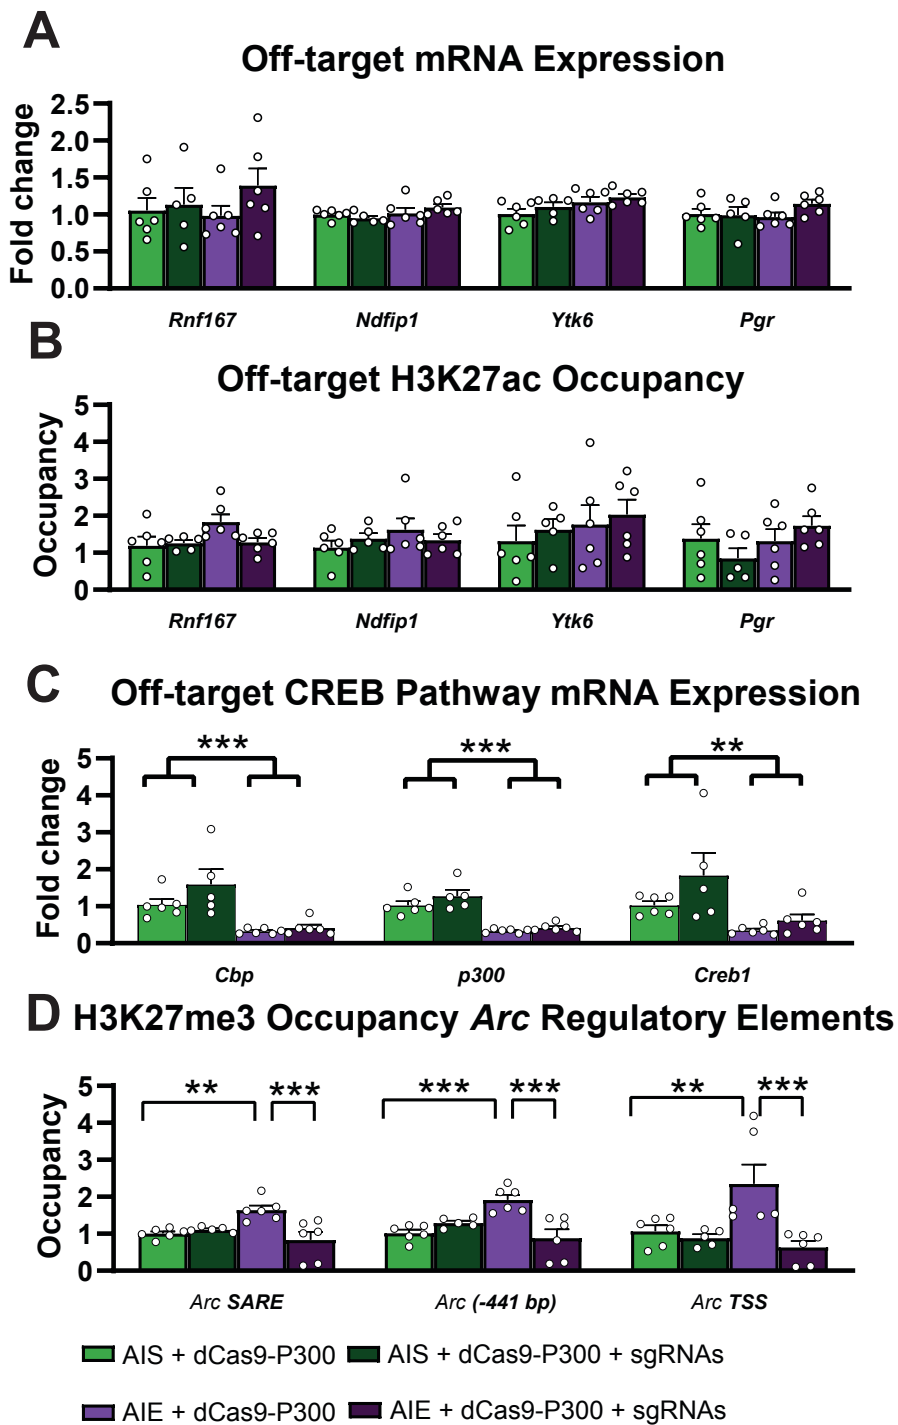 A
Off-target mRNA Expression
Fold change
2.5
2.0
1.5
1.0
0.5
0.0
Rnf167 Ndfip1 Ytk6 Pgr
B
Off-target H3K27ac Occupancy
Occupancy
5
4
3
2
1
0
Rnf167 Ndfip1 Ytk6 Pgr
C
Off-target CREB Pathway mRNA Expression
Fold change
5
4
3
2
1
0
*** *** **
Cbp p300 Creb1
D H3K27me3 Occupancy Arc Regulatory Elements
Occupancy
5
4
3
2
1
0
** *** *** *** ** ***
Arc SARE Arc (-441 bp) Arc TSS
AIS + dCas9-P300 AIS + dCas9-P300 + sgRNAs
AIE + dCas9-P300 AIE + dCas9-P300 + sgRNAs